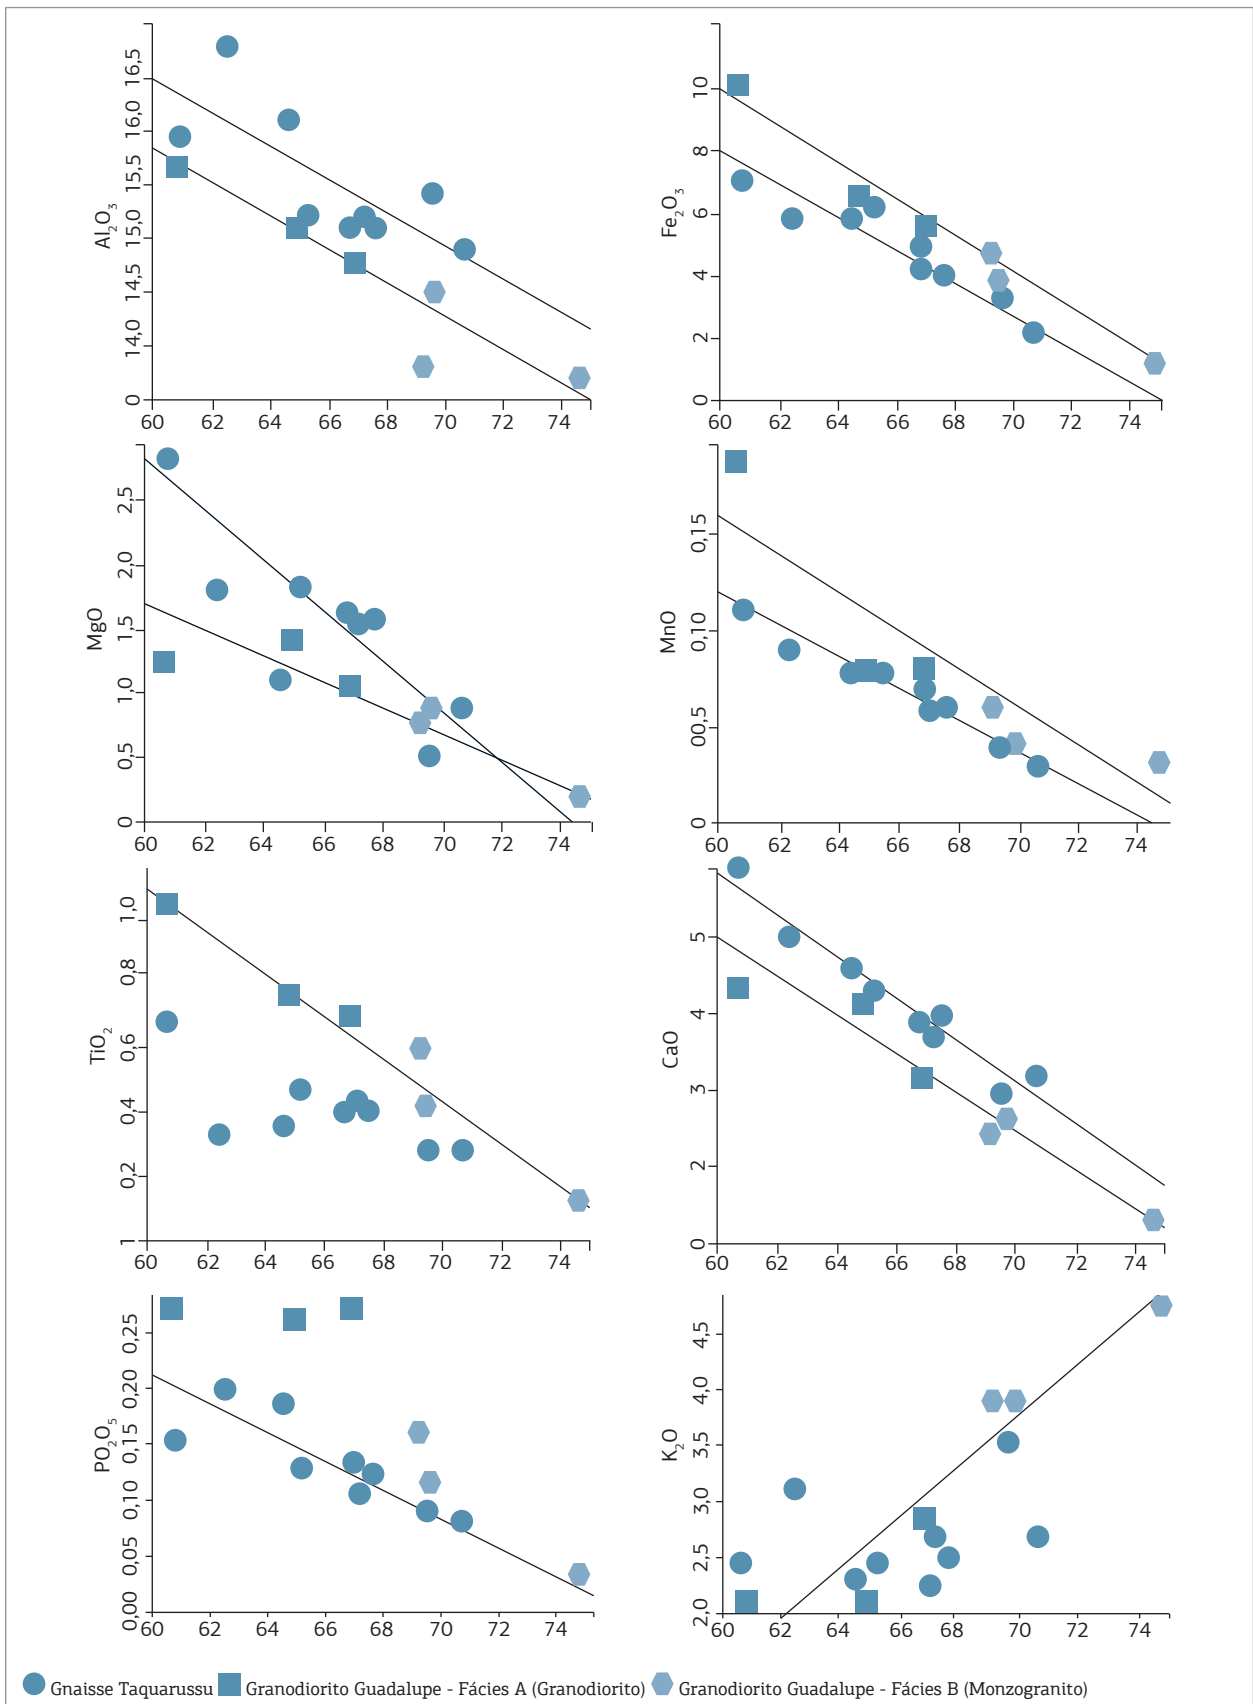 Al2O3
16,5
16,0
15,5
15,0
14,5
14,0
0
60 62 64 66 68 70 72 74
Fe2O3
10
8
6
4
2
0
60 62 64 66 68 70 72 74
MgO
2,5
2,0
1,5
1,0
0,5
0
60 62 64 66 68 70 72 74
MnO
0,15
0,10
00,5
0
60 62 64 66 68 70 72 74
TiO2
1,0
0,8
0,6
0,4
0,2
60 62 64 66 68 70 72 74
CaO
5
4
3
2
0
60 62 64 66 68 70 72 74
PO2O5
0,25
0,20
0,15
0,10
0,05
0,00
60 62 64 66 68 70 72 74
K2O
4,5
4,0
3,5
3,0
2,5
2,0
60 62 64 66 68 70 72 74
Gnaisse Taquarussu Granodiorito Guadalupe - Fácies A (Granodiorito) Granodiorito Guadalupe - Fácies B (Monzogranito)